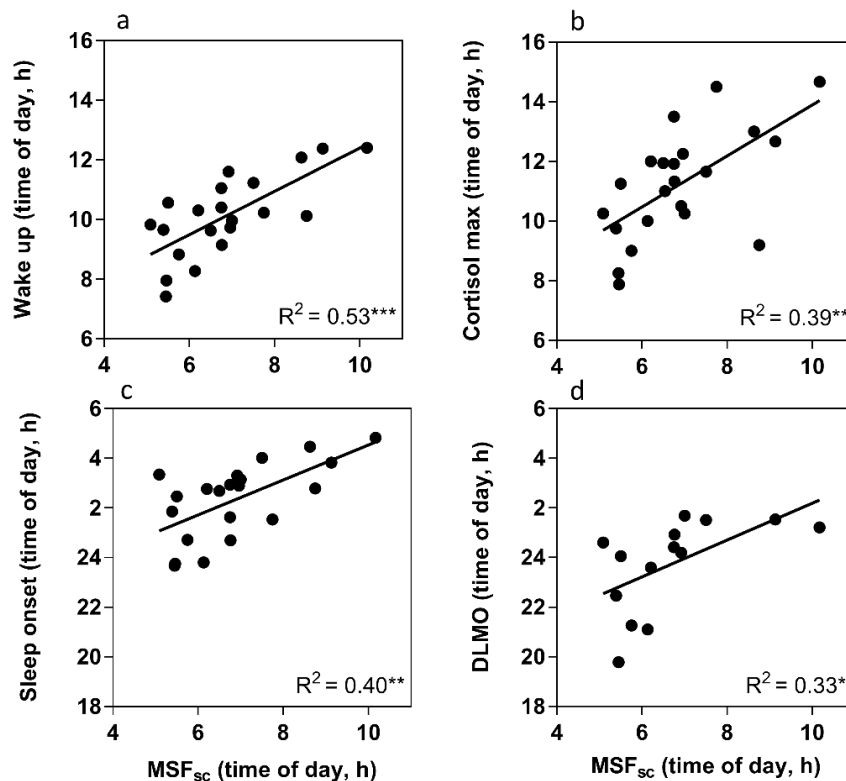 a
Wake up (time of day, h)
16
14
12
10
8
6
4 6 8 10
R² = 0.53***
b
Cortisol max (time of day, h)
16
14
12
10
8
6
4 6 8 10
R² = 0.39**
c
Sleep onset (time of day, h)
6
4
2
24
22
20
18
4 6 8 10
R² = 0.40**
MSFsc (time of day, h)
d
DLMO (time of day, h)
6
4
2
24
22
20
18
4 6 8 10
R² = 0.33*
MSFsc (time of day, h)